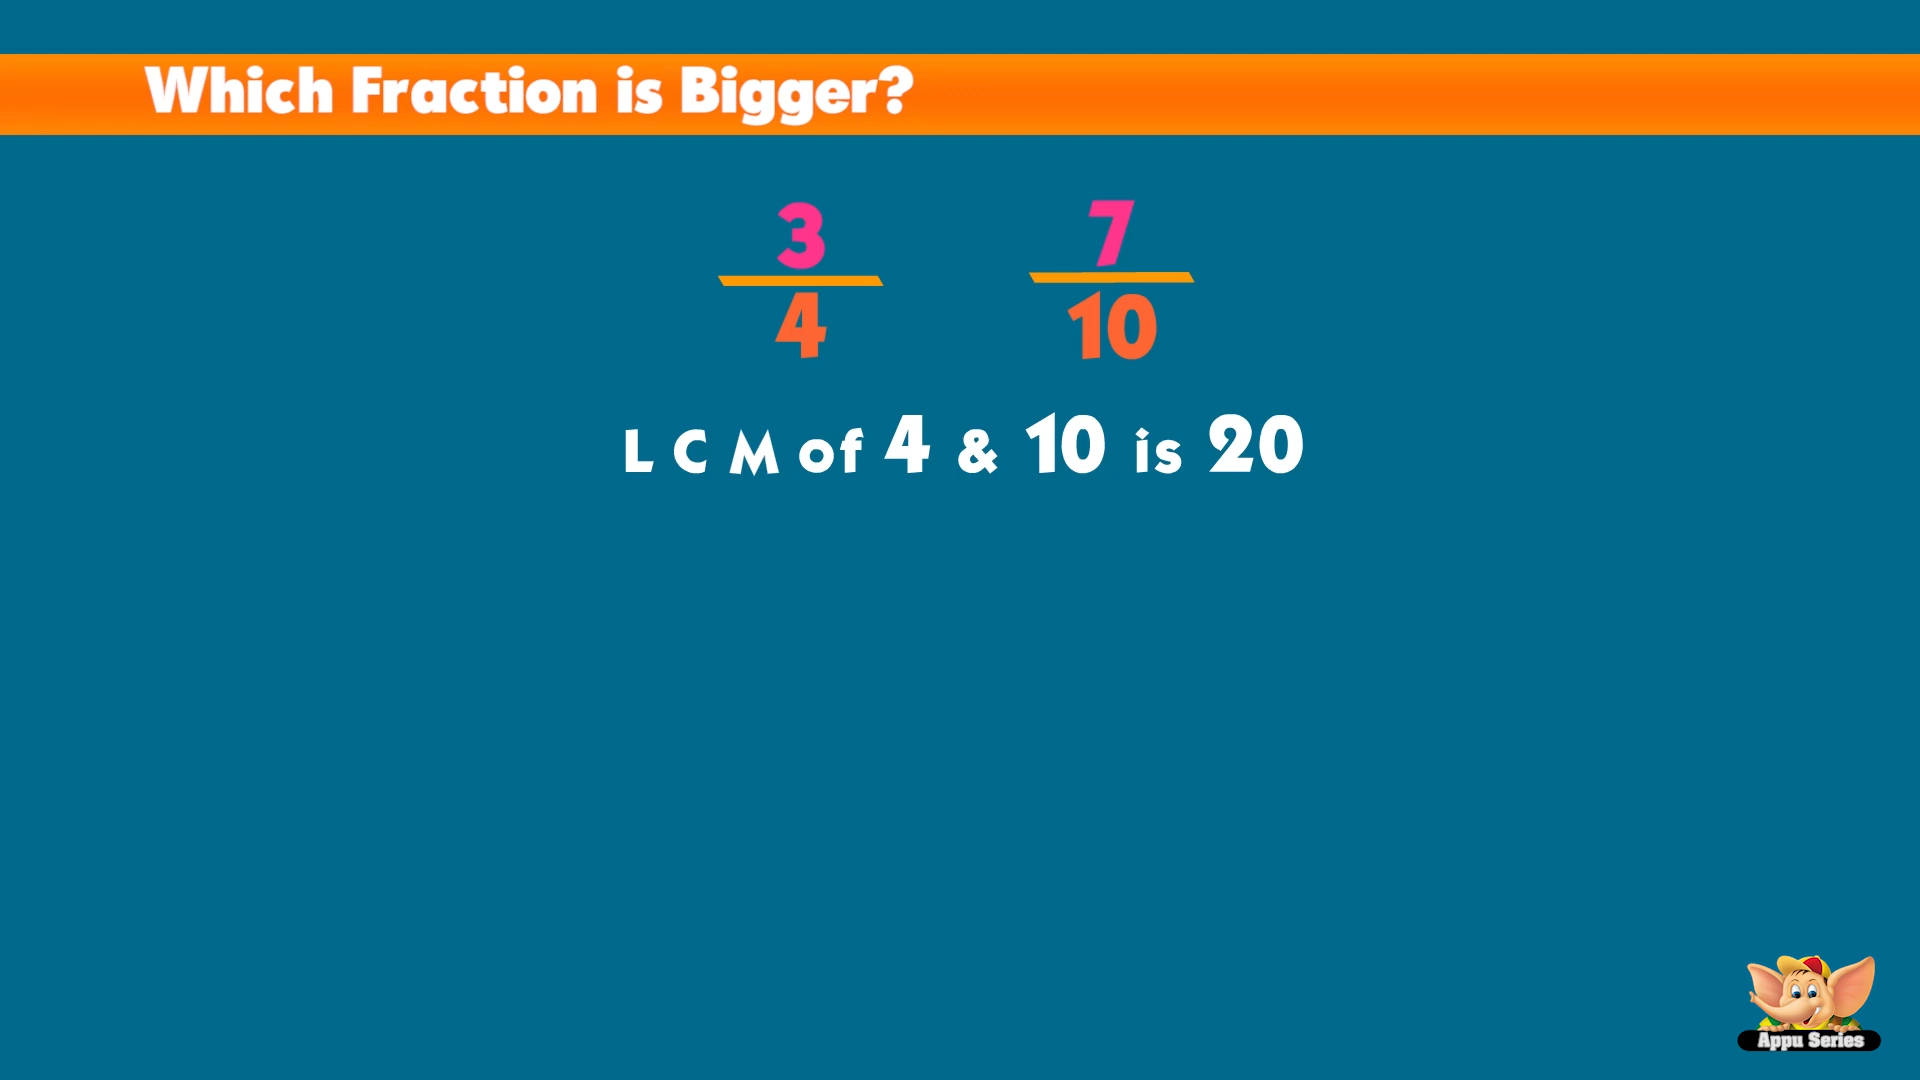 Which Fraction is Bigger?
3 7
4 10
L C M of 4 & 10 is 20
Appu Series